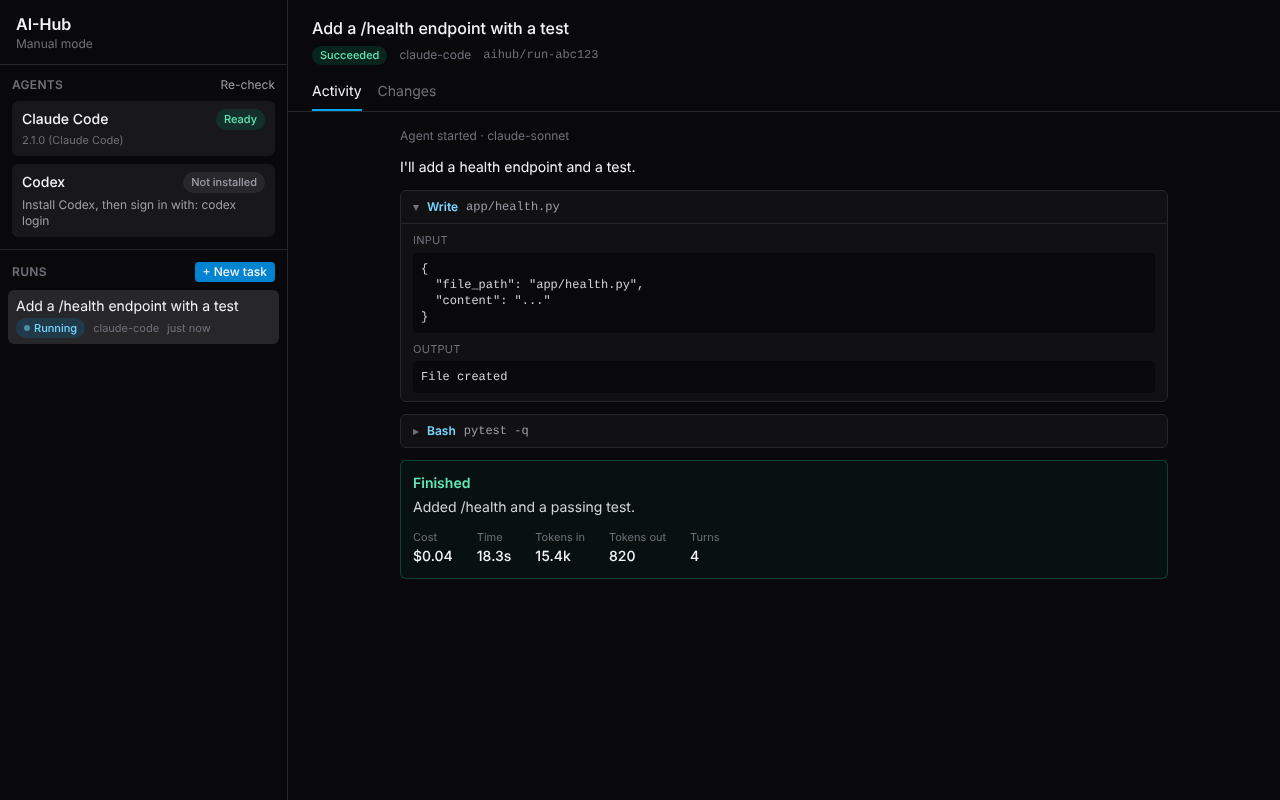 AI-Hub
Manual mode
AGENTS
Re-check
Claude Code
Ready
2.1.0 (Claude Code)
Codex
Not installed
Install Codex, then sign in with: codex
login
RUNS
+ New task
Add a /health endpoint with a test
Running claude-code just now
Add a /health endpoint with a test
Succeeded claude-code aihub/run-abc123
Activity Changes
Agent started · claude-sonnet
I'll add a health endpoint and a test.
▼ Write app/health.py
INPUT
{
  "file_path": "app/health.py",
  "content": "..."
}
OUTPUT
File created
▶ Bash pytest -q
Finished
Added /health and a passing test.
Cost Time Tokens in Tokens out Turns
$0.04 18.3s 15.4k 820 4